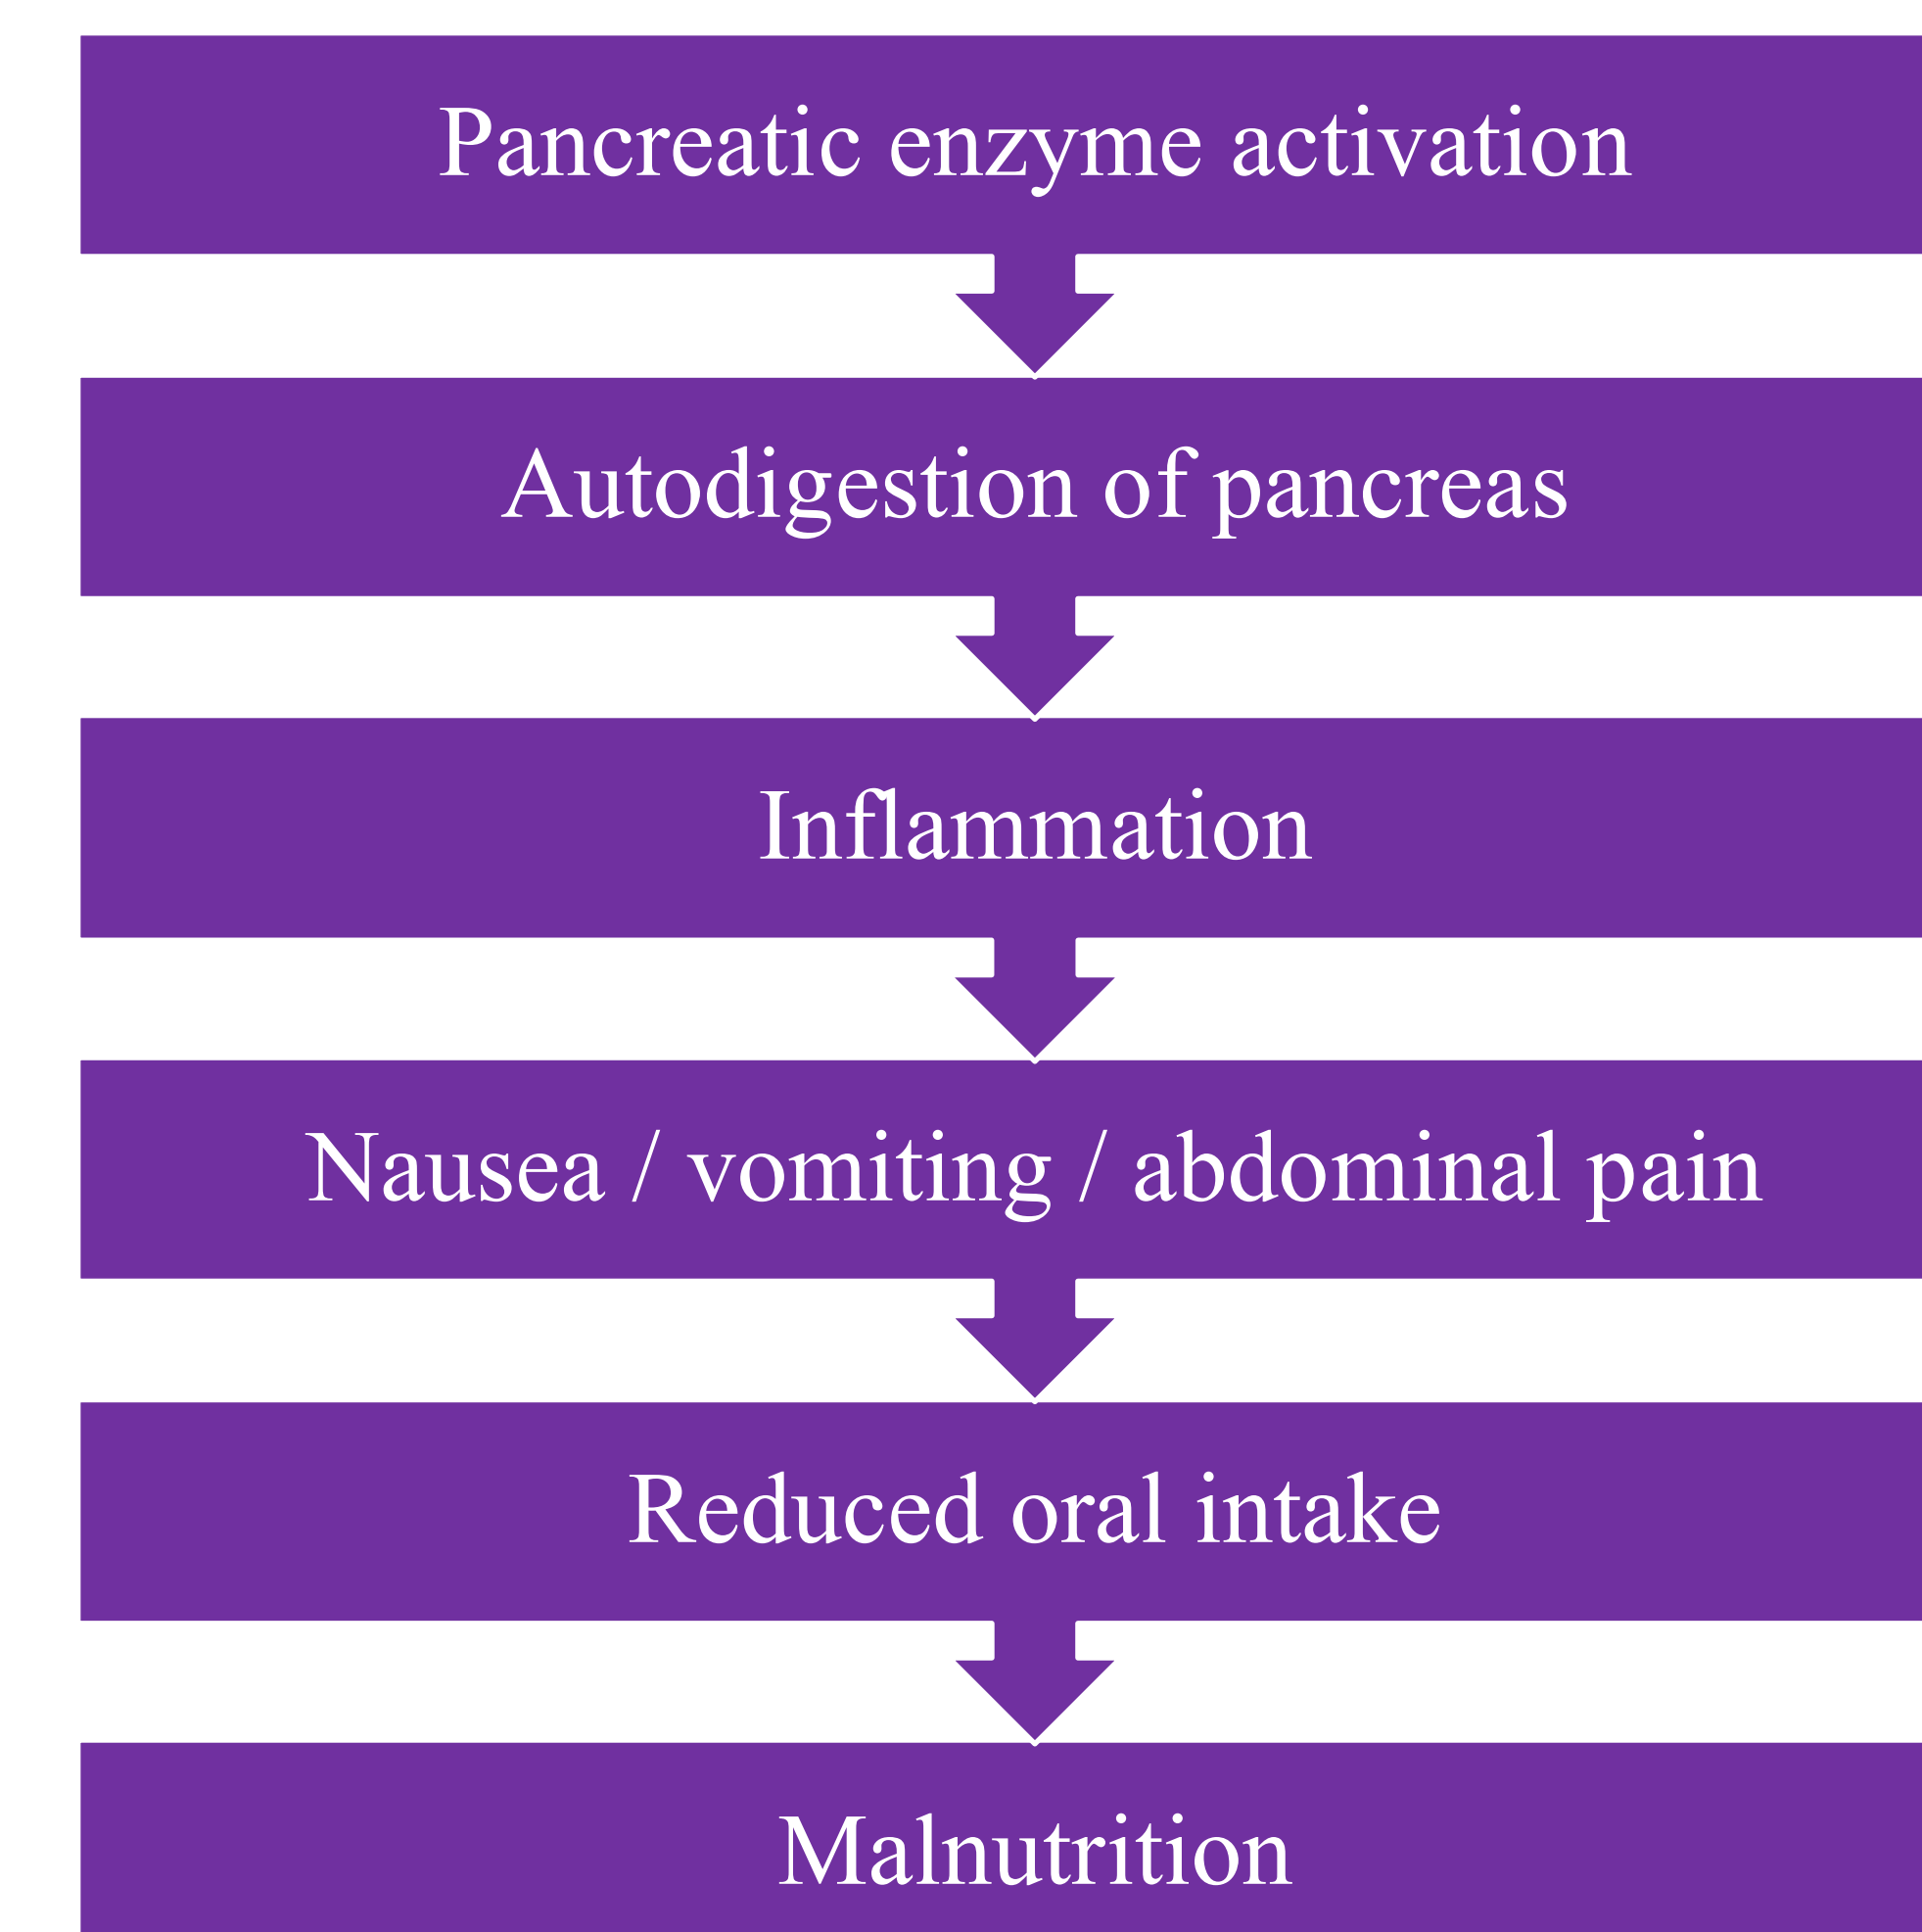 Pancreatic enzyme activation
Autodigestion of pancreas
Inflammation
Nausea / vomiting / abdominal pain
Reduced oral intake
Malnutrition